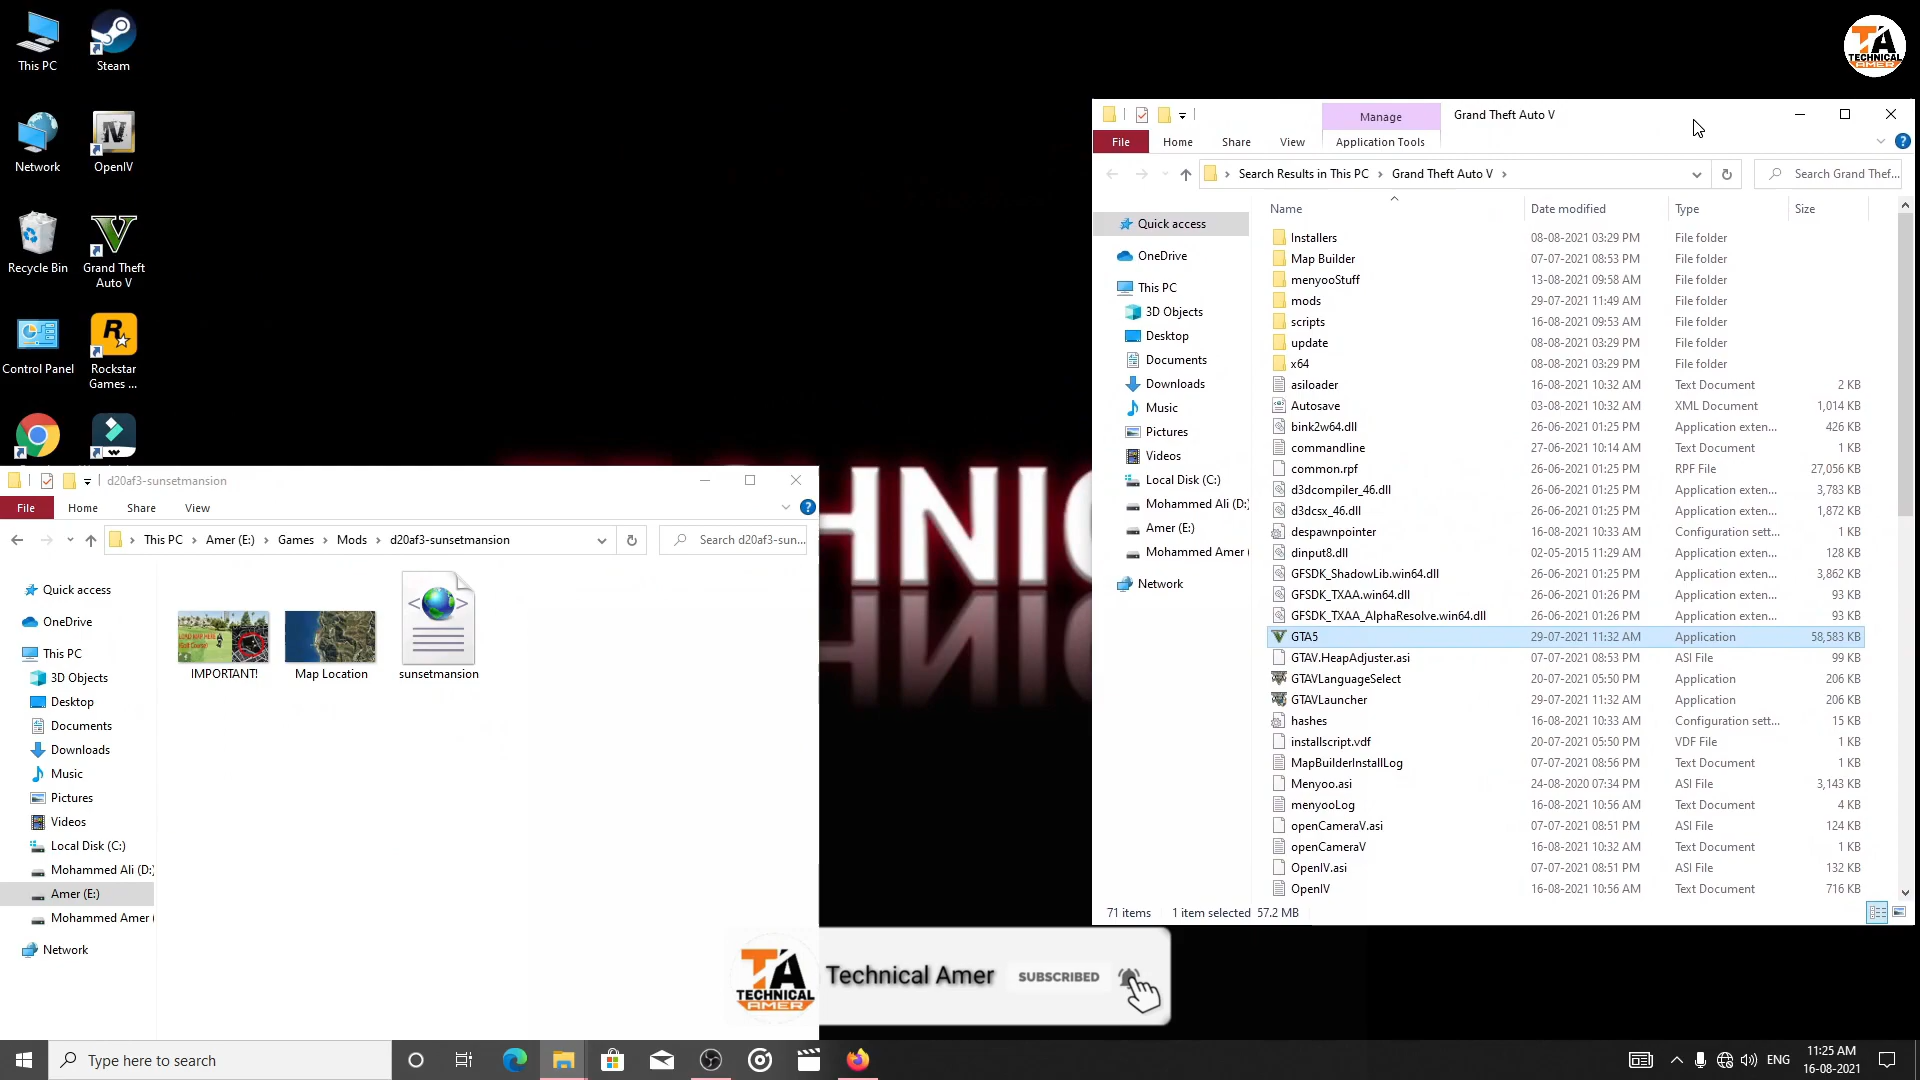 This PC
Steam
Network
OpenIV
Recycle Bin
Grand Theft
Auto V
Control Panel
Rockstar
Games ...
TA
TECHNICAL
AMER
Manage
Grand Theft Auto V
File
Home
Share
View
Application Tools
Search Results in This PC
Grand Theft Auto V
Search Grand Thef...
Name
Date modified
Type
Size
Quick access
OneDrive
This PC
3D Objects
Desktop
Documents
Downloads
Music
Pictures
Videos
Local Disk (C:)
Mohammed Ali (D:)
Amer (E:)
Mohammed Amer (
Network
Installers 08-08-2021 03:29 PM File folder
Map Builder 07-07-2021 08:53 PM File folder
menyooStuff 13-08-2021 09:58 AM File folder
mods 29-07-2021 11:49 AM File folder
scripts 16-08-2021 09:53 AM File folder
update 08-08-2021 03:29 PM File folder
x64 08-08-2021 03:29 PM File folder
asiloader 16-08-2021 10:32 AM Text Document 2 KB
Autosave 03-08-2021 10:32 AM XML Document 1,014 KB
bink2w64.dll 26-06-2021 01:25 PM Application exten... 426 KB
commandline 27-06-2021 10:14 AM Text Document 1 KB
common.rpf 26-06-2021 01:25 PM RPF File 27,056 KB
d3dcompiler_46.dll 26-06-2021 01:25 PM Application exten... 3,783 KB
d3dcsx_46.dll 26-06-2021 01:25 PM Application exten... 1,872 KB
despawnpointer 16-08-2021 10:33 AM Configuration sett... 1 KB
dinput8.dll 02-05-2015 11:29 AM Application exten... 128 KB
GFSDK_ShadowLib.win64.dll 26-06-2021 01:25 PM Application exten... 3,862 KB
GFSDK_TXAA.win64.dll 26-06-2021 01:26 PM Application exten... 93 KB
GFSDK_TXAA_AlphaResolve.win64.dll 26-06-2021 01:26 PM Application exten... 93 KB
GTA5 29-07-2021 11:32 AM Application 58,583 KB
GTAV.HeapAdjuster.asi 07-07-2021 08:53 PM ASI File 99 KB
GTAVLanguageSelect 20-07-2021 05:50 PM Application 206 KB
GTAVLauncher 29-07-2021 11:32 AM Application 206 KB
hashes 16-08-2021 10:33 AM Configuration sett... 15 KB
installscript.vdf 20-07-2021 05:50 PM VDF File 1 KB
MapBuilderInstallLog 07-07-2021 08:56 PM Text Document 1 KB
Menyoo.asi 24-08-2020 07:34 PM ASI File 3,143 KB
menyooLog 16-08-2021 10:56 AM Text Document 4 KB
openCameraV.asi 07-07-2021 08:51 PM ASI File 124 KB
openCameraV 16-08-2021 10:32 AM Text Document 1 KB
OpenIV.asi 07-07-2021 08:51 PM ASI File 132 KB
OpenIV 16-08-2021 10:56 AM Text Document 716 KB
71 items 1 item selected 57.2 MB
d20af3-sunsetmansion
File
Home
Share
View
This PC
Amer (E:)
Games
Mods
d20af3-sunsetmansion
Search d20af3-sun...
Quick access
OneDrive
This PC
3D Objects
Desktop
Documents
Downloads
Music
Pictures
Videos
Local Disk (C:)
Mohammed Ali (D:)
Amer (E:)
Mohammed Amer (
Network
IMPORTANT!
Map Location
sunsetmansion
HNIC
TA
TECHNICAL
AMER
Technical Amer
SUBSCRIBED
Type here to search
ENG
11:25 AM
16-08-2021